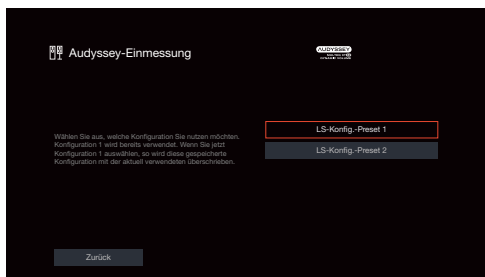 Audyssey-Einmessung
AUDYSSEY
DYNAMIC VOLUME
LS-Konfig.-Preset 1
Wählen Sie aus, welche Konfiguration Sie nutzen möchten.
Konfiguration 1 wird bereits verwendet. Wenn Sie jetzt
Konfiguration 1 auswählen, so wird diese gespeicherte
Konfiguration mit der aktuell verwendeten überschrieben.
LS-Konfig.-Preset 2
Zurück